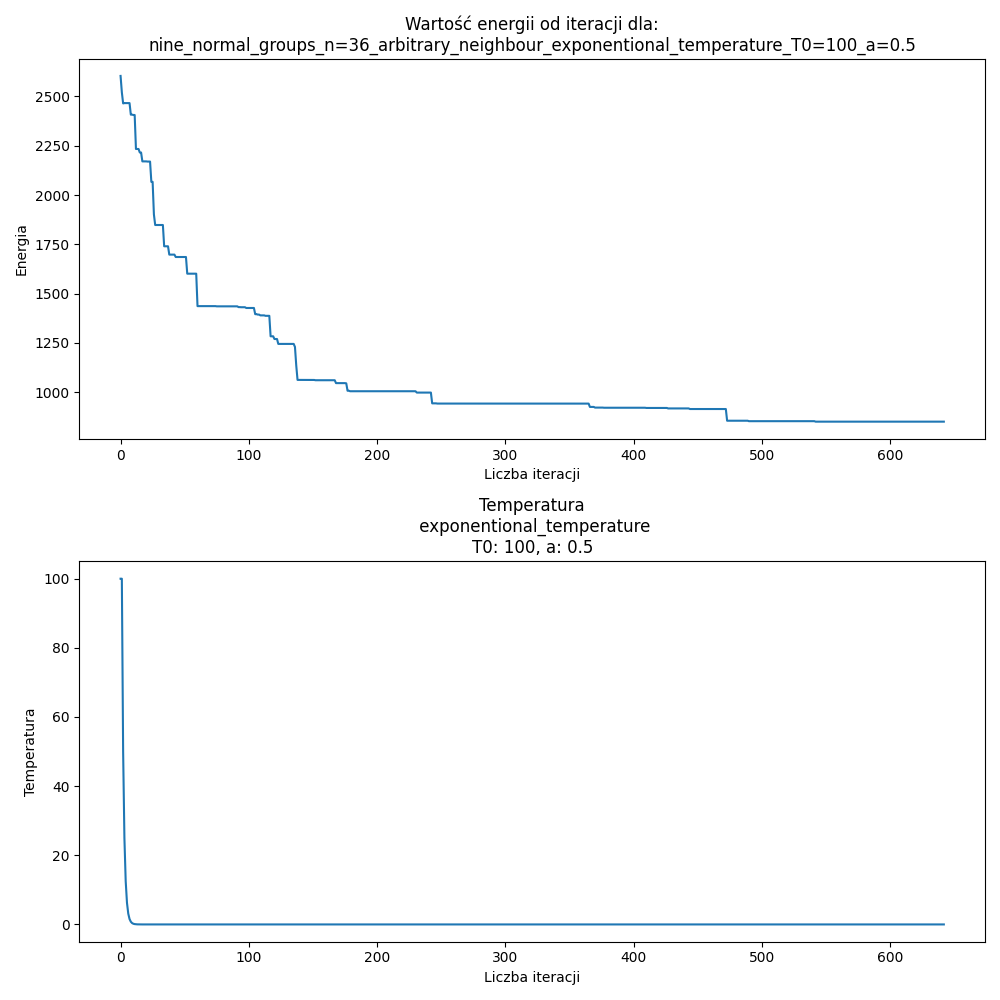 Wartość energii od iteracji dla:
nine_normal_groups_n=36_arbitrary_neighbour_exponentional_temperature_T0=100_a=0.5
2500
2250
2000
1750
1500
1250
1000
Energia
0 100 200 300 400 500 600
Liczba iteracji
Temperatura
exponentional_temperature
T0: 100, a: 0.5
100
80
60
40
20
0
Temperatura
0 100 200 300 400 500 600
Liczba iteracji